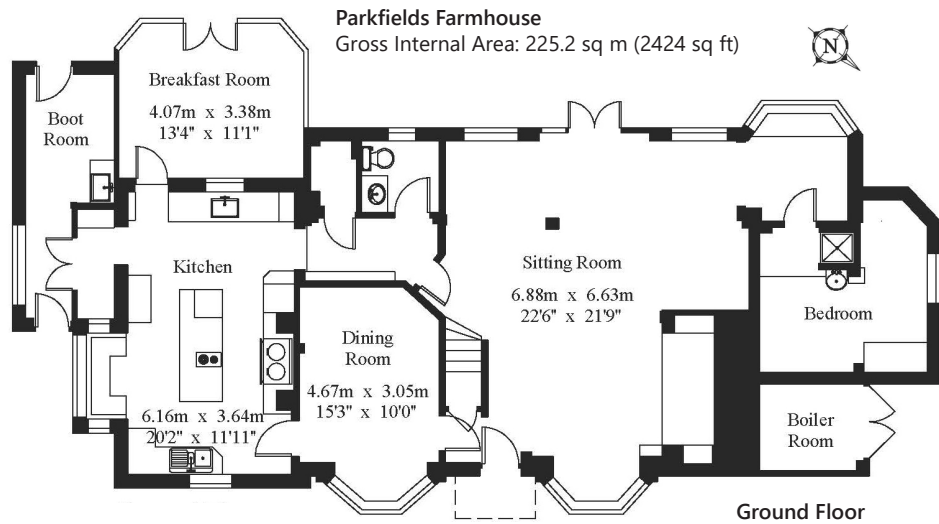 Parkfields Farmhouse
Gross Internal Area: 225.2 sq m (2424 sq ft)
N
Breakfast Room
4.07m x 3.38m
13'4" x 11'1"
Boot
Room
Kitchen
6.16m x 3.64m
20'2" x 11'11"
Dining
Room
4.67m x 3.05m
15'3" x 10'0"
Sitting Room
6.88m x 6.63m
22'6" x 21'9"
Bedroom
Boiler
Room
Ground Floor